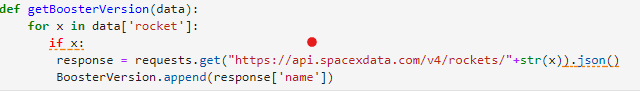 def getBoosterVersion(data):
    for x in data['rocket']:
       if x:
        response = requests.get("https://api.spacexdata.com/v4/rockets/"+str(x)).json()
        BoosterVersion.append(response['name'])